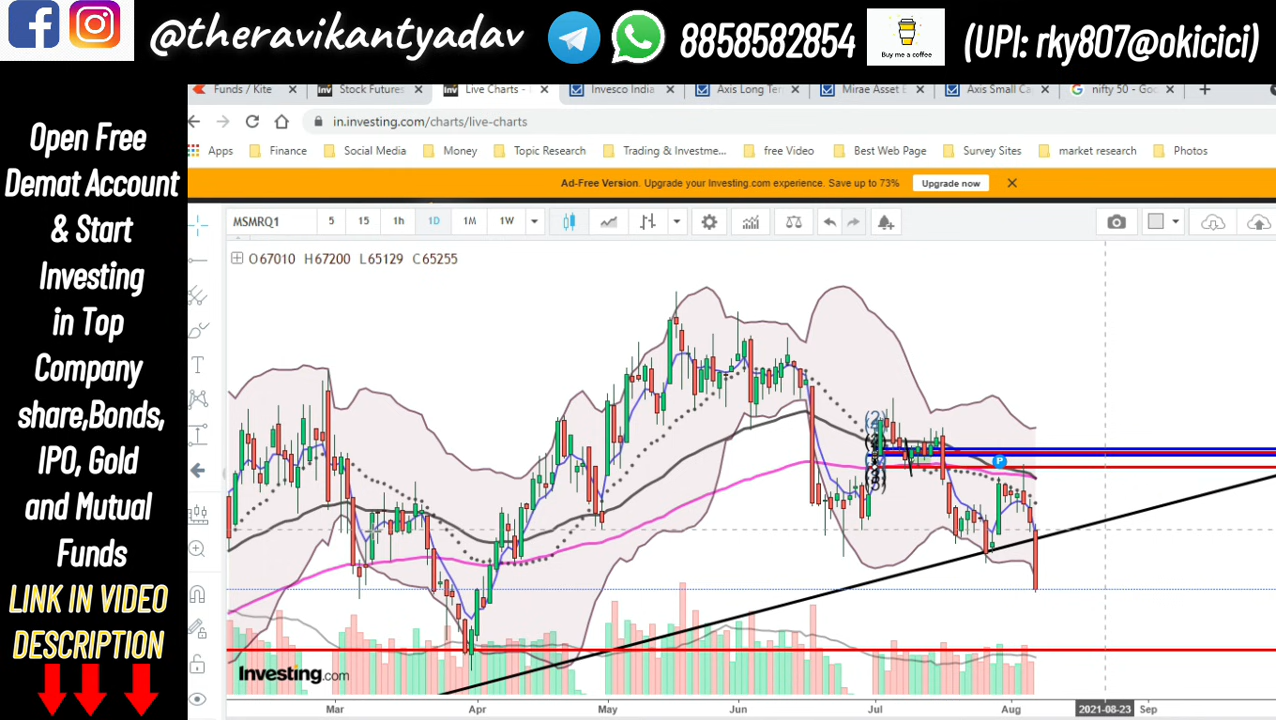 @theravikantyadav 8858582854 (UPI: rky807@okicici)
Buy me a coffee
Open Free
Demat Account
& Start
Investing
in Top
Company
share,Bonds,
IPO, Gold
and Mutual
Funds
LINK IN VIDEO
DESCRIPTION
Funds / Kite
Stock Futures
Live Charts -
Invesco India
Axis Long Ter
Mirae Asset E
Axis Small Ca
nifty 50 - Goo
in.investing.com/charts/live-charts
Apps Finance Social Media Money Topic Research Trading & Investme... free Video Best Web Page Survey Sites market research Photos
Ad-Free Version. Upgrade your Investing.com experience. Save up to 73% Upgrade now
MSMRQ1 5 15 1h 1D 1M 1W
O67010 H67200 L65129 C65255
(2)
P
Investing.com
Mar Apr May Jun Jul Aug 2021-08-23 Sep